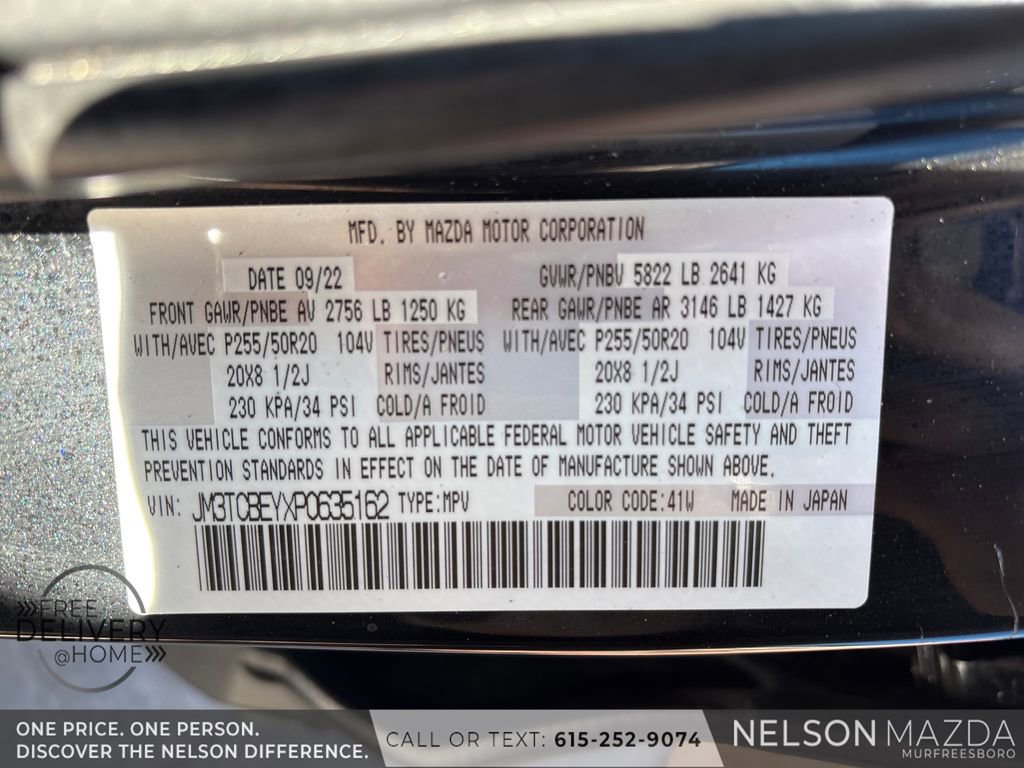 MFD. BY MAZDA MOTOR CORPORATION
DATE 09/22 GVWR/PNBV 5822 LB 2641 KG
FRONT GAWR/PNBE AV 2756 LB 1250 KG REAR GAWR/PNBE AR 3146 LB 1427 KG
WITH/AVEC P255/50R20 104V TIRES/PNEUS WITH/AVEC P255/50R20 104V TIRES/PNEUS
20X8 1/2J RIMS/JANTES 20X8 1/2J RIMS/JANTES
230 KPA/34 PSI COLD/A FROID 230 KPA/34 PSI COLD/A FROID
THIS VEHICLE CONFORMS TO ALL APPLICABLE FEDERAL MOTOR VEHICLE SAFETY AND THEFT
PREVENTION STANDARDS IN EFFECT ON THE DATE OF MANUFACTURE SHOWN ABOVE.
VIN: JM3TCBEYXP0635162 TYPE:MPV COLOR CODE:41W MADE IN JAPAN
FREE
DELIVERY
@HOME
ONE PRICE. ONE PERSON.
DISCOVER THE NELSON DIFFERENCE.
CALL OR TEXT: 615-252-9074
NELSON MAZDA
MURFREESBORO